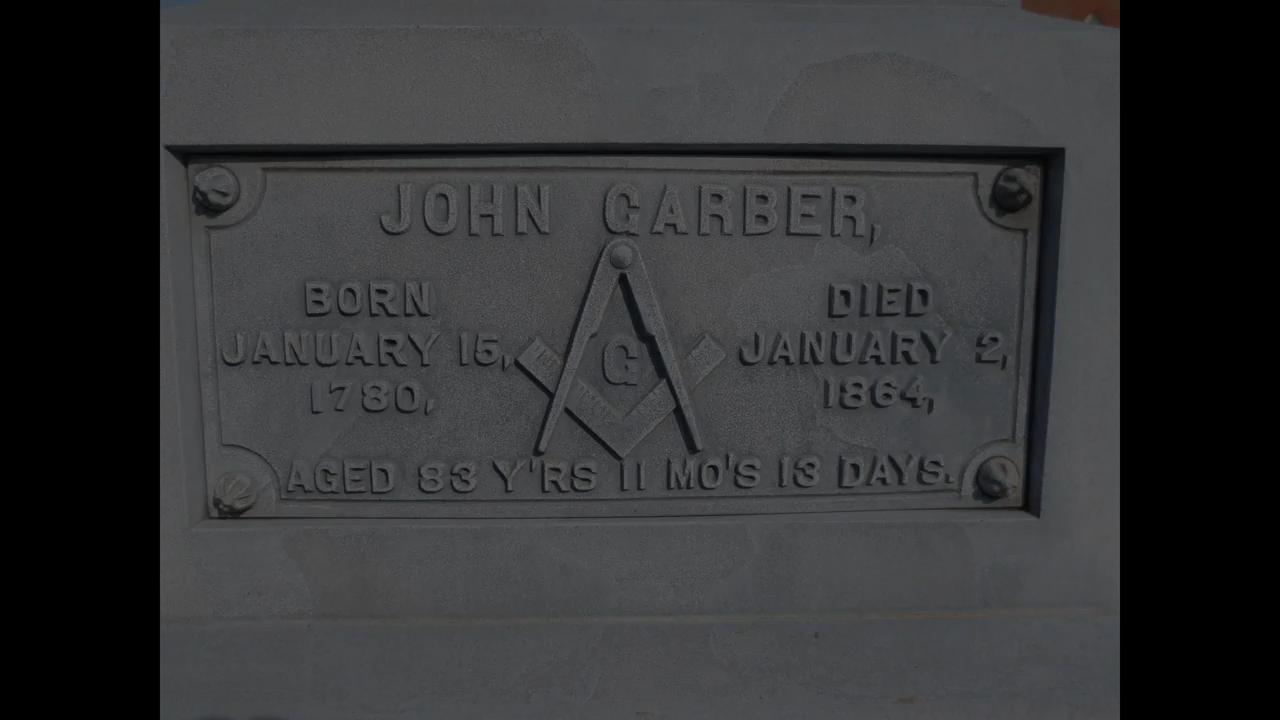 JOHN GARBER,
BORN
JANUARY 15,
1780,
G
DIED
JANUARY 2,
1864,
AGED 83 Y'RS 11 MO'S 13 DAYS.